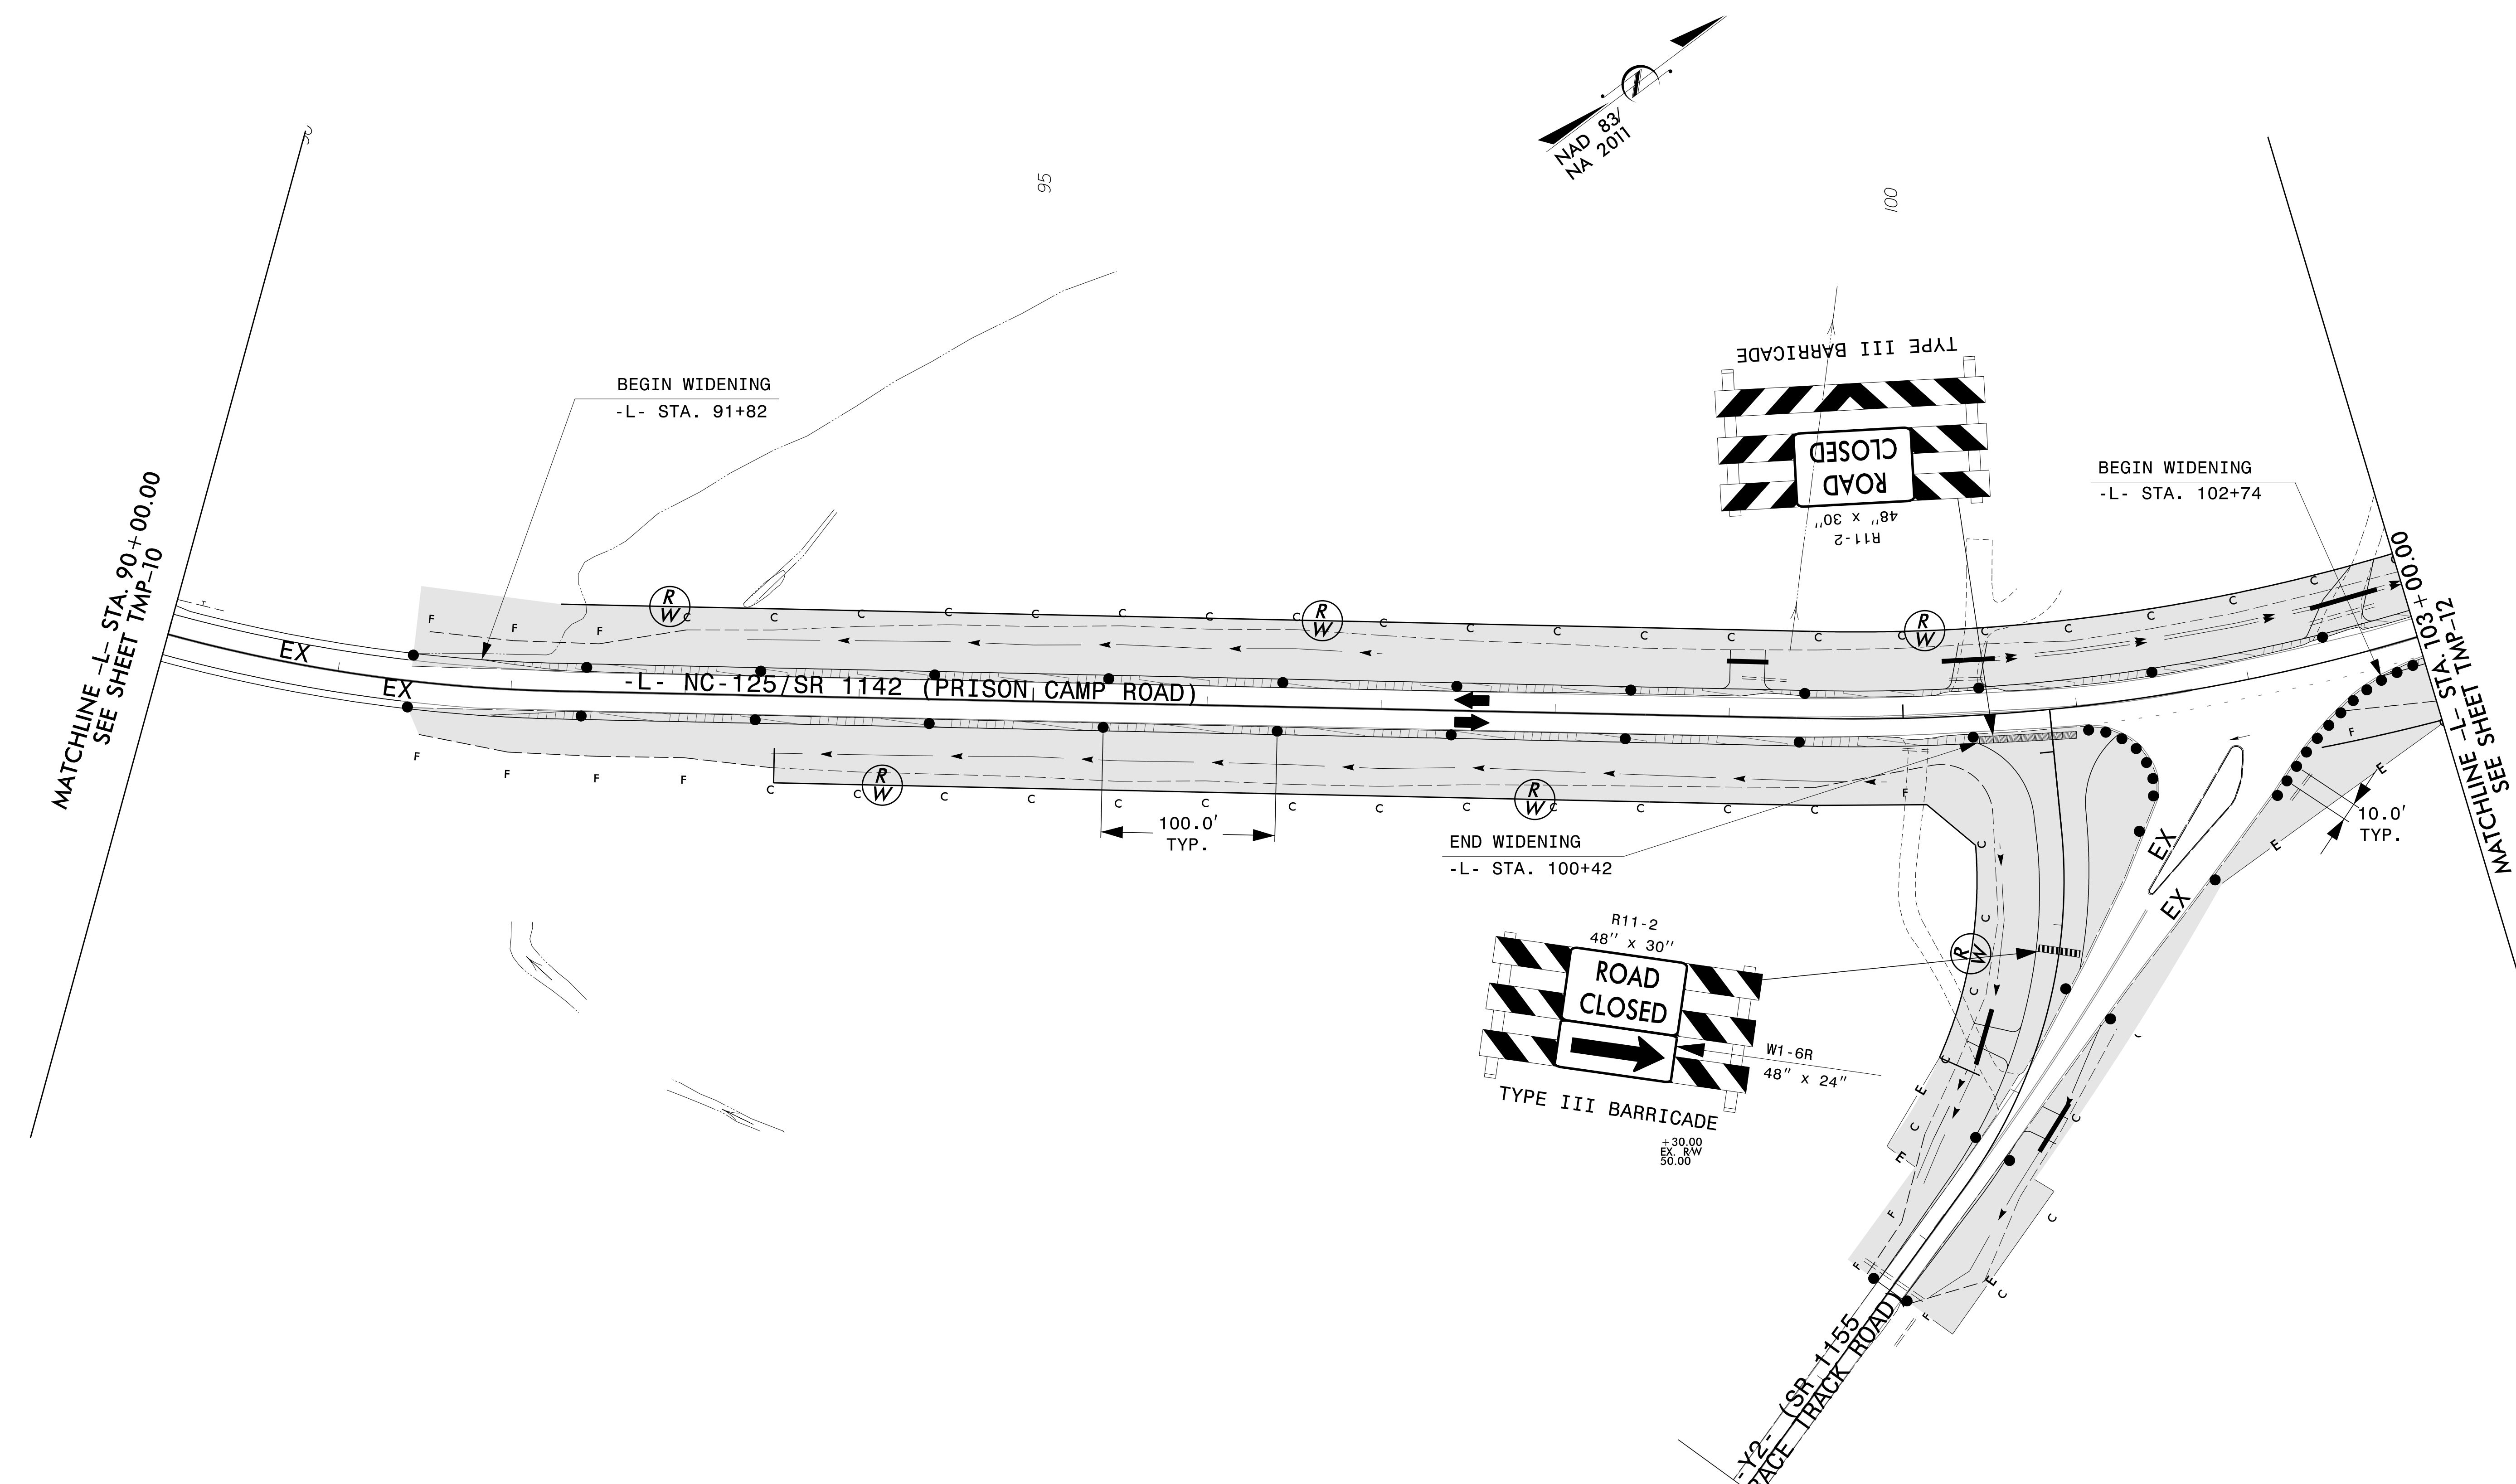 NAD 83/
NA 2011
95
100
MATCHLINE -L- STA. 90+00.00
SEE SHEET TMP-10
BEGIN WIDENING
-L- STA. 91+82
TYPE III BARRICADE
ROAD
CLOSED
48" x 30"
R11-2
BEGIN WIDENING
-L- STA. 102+74
MATCHLINE -L- STA. 103+00.00
SEE SHEET TMP-12
R
W
R
W
R
W
F F F
C C C C C C C C C C C C C C C C C C C C
EX
EX
-L- NC-125/SR 1142 (PRISON CAMP ROAD)
F F F F
C C C C C C C C C C C C C
F
R
W
R
W
100.0'
TYP.
END WIDENING
-L- STA. 100+42
F
E
E
10.0'
TYP.
EX
EX
R11-2
48" x 30"
ROAD
CLOSED
W1-6R
48" x 24"
TYPE III BARRICADE
R
W
+30.00
EX. R/W
50.00
C
C
C
C
E
C
E
F
F
C
C
E
C
F
-Y2- (SR 1155
RACE TRACK ROAD)